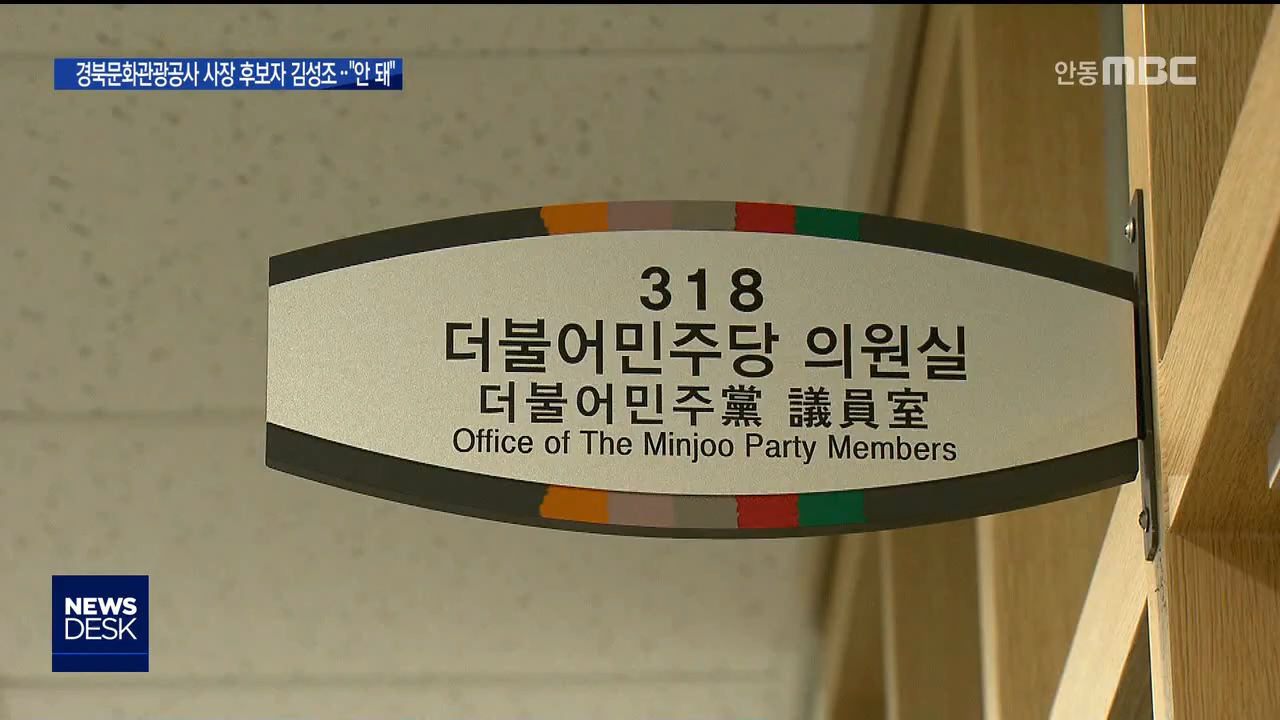 경북문화관광공사 사장 후보자 김성조··"안 돼"
안동MBC
318
더불어민주당 의원실
더불어민주黨 議員室
Office of The Minjoo Party Members
NEWS
DESK